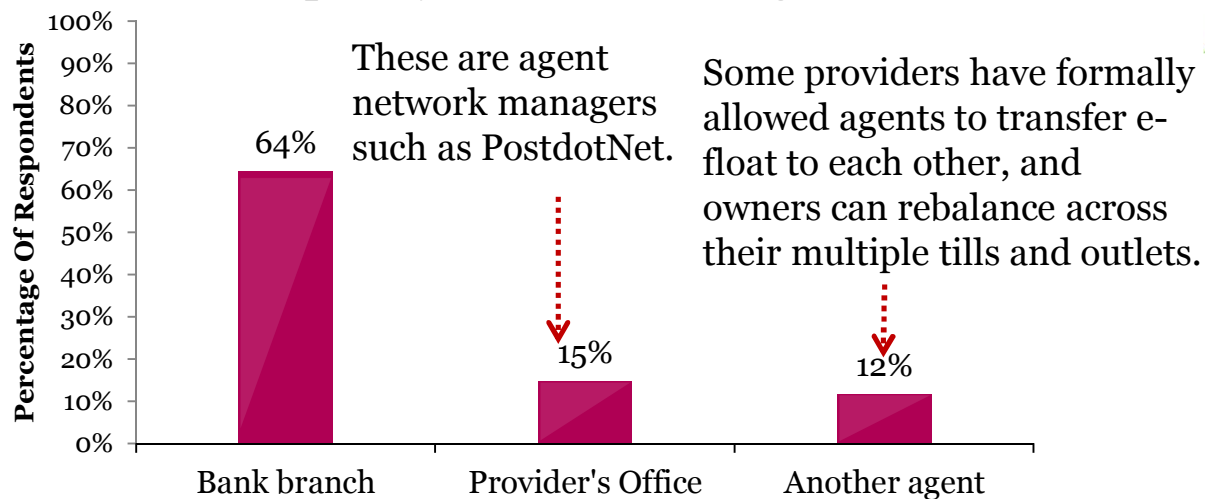 100%
90%
80%
70%
60%
50%
40%
30%
20%
10%
0%
Percentage Of Respondents
64%
These are agent
network managers
such as PostdotNet.
15%
Some providers have formally
allowed agents to transfer e-
float to each other, and
owners can rebalance across
their multiple tills and outlets.
12%
Bank branch
Provider's Office
Another agent